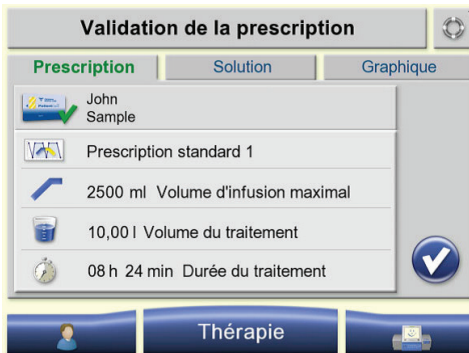 Validation de la prescription
Prescription
Solution
Graphique
John
Sample
Prescription standard 1
2500 ml Volume d'infusion maximal
10,00 l Volume du traitement
08 h 24 min Durée du traitement
Thérapie